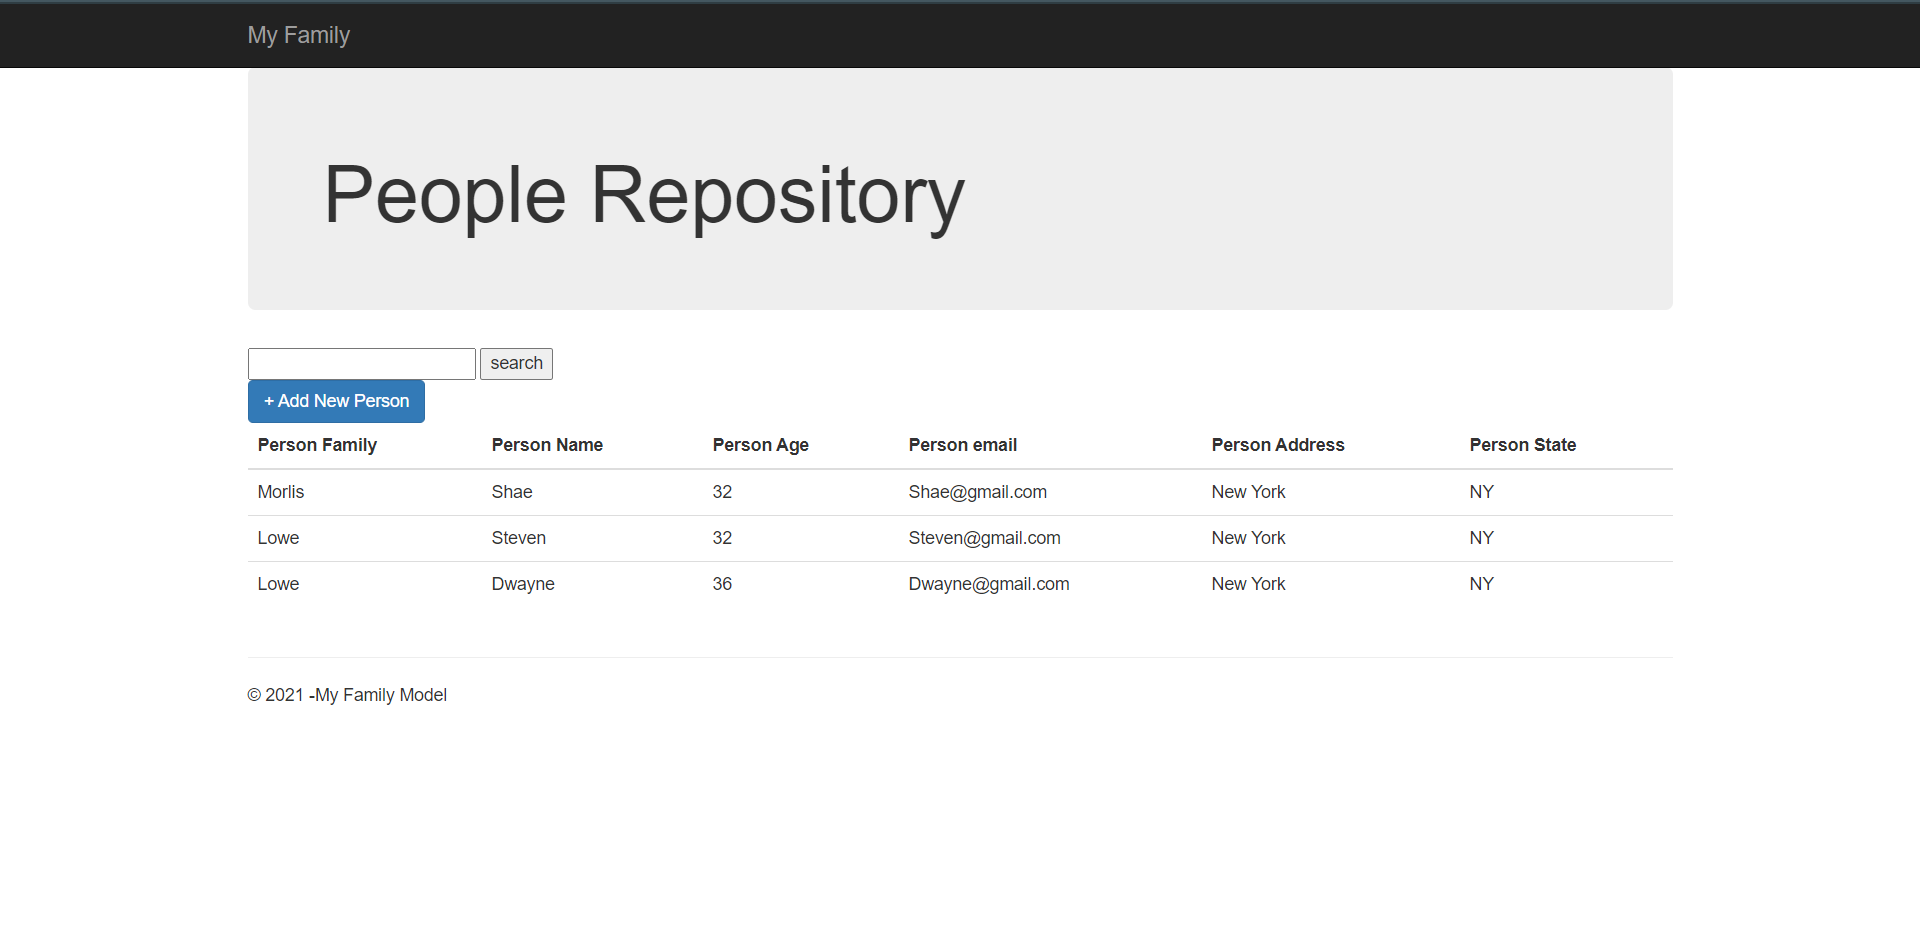 My Family
People Repository
search
+ Add New Person
Person Family Person Name Person Age Person email Person Address Person State
Morlis Shae 32 Shae@gmail.com New York NY
Lowe Steven 32 Steven@gmail.com New York NY
Lowe Dwayne 36 Dwayne@gmail.com New York NY
© 2021 -My Family Model